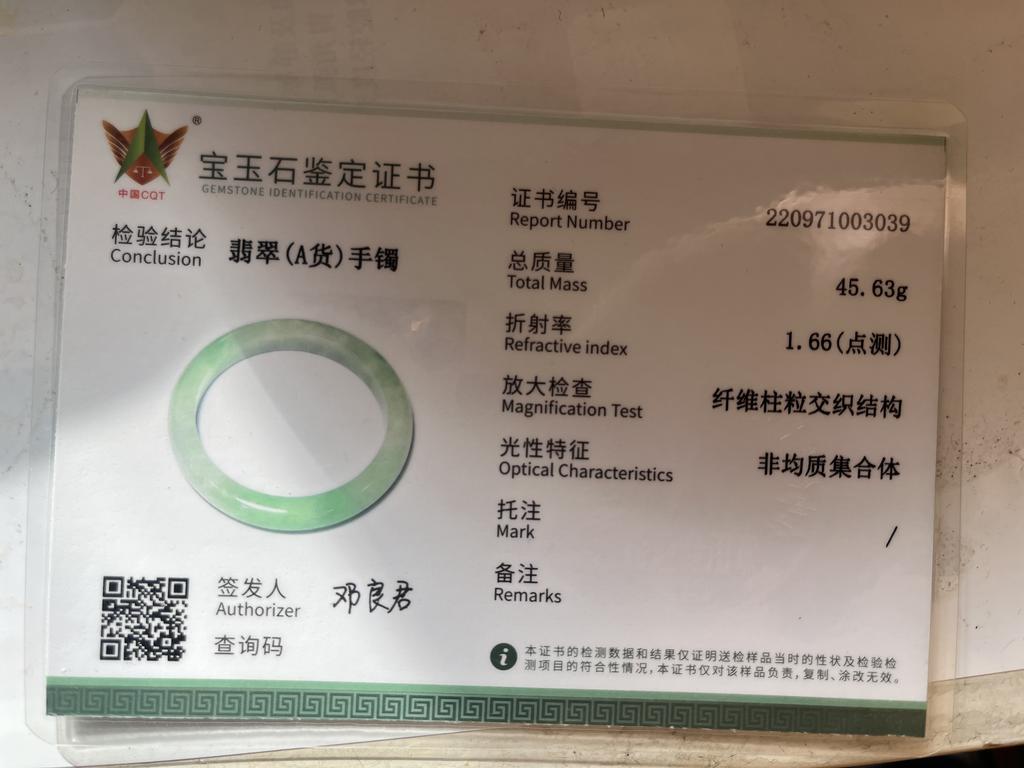 ®
中国CQT
宝玉石鉴定证书
GEMSTONE IDENTIFICATION CERTIFICATE
检验结论
Conclusion
翡翠(A货)手镯
证书编号
Report Number
220971003039
总质量
Total Mass
45.63g
折射率
Refractive index
1.66(点测)
放大检查
Magnification Test
纤维柱粒交织结构
光性特征
Optical Characteristics
非均质集合体
托注
Mark
/
备注
Remarks
签发人
Authorizer
邓良君
查询码
i
本证书的检测数据和结果仅证明送检样品当时的性状及检验检
测项目的符合性情况，本证书仅对该样品负责，复制、涂改无效。